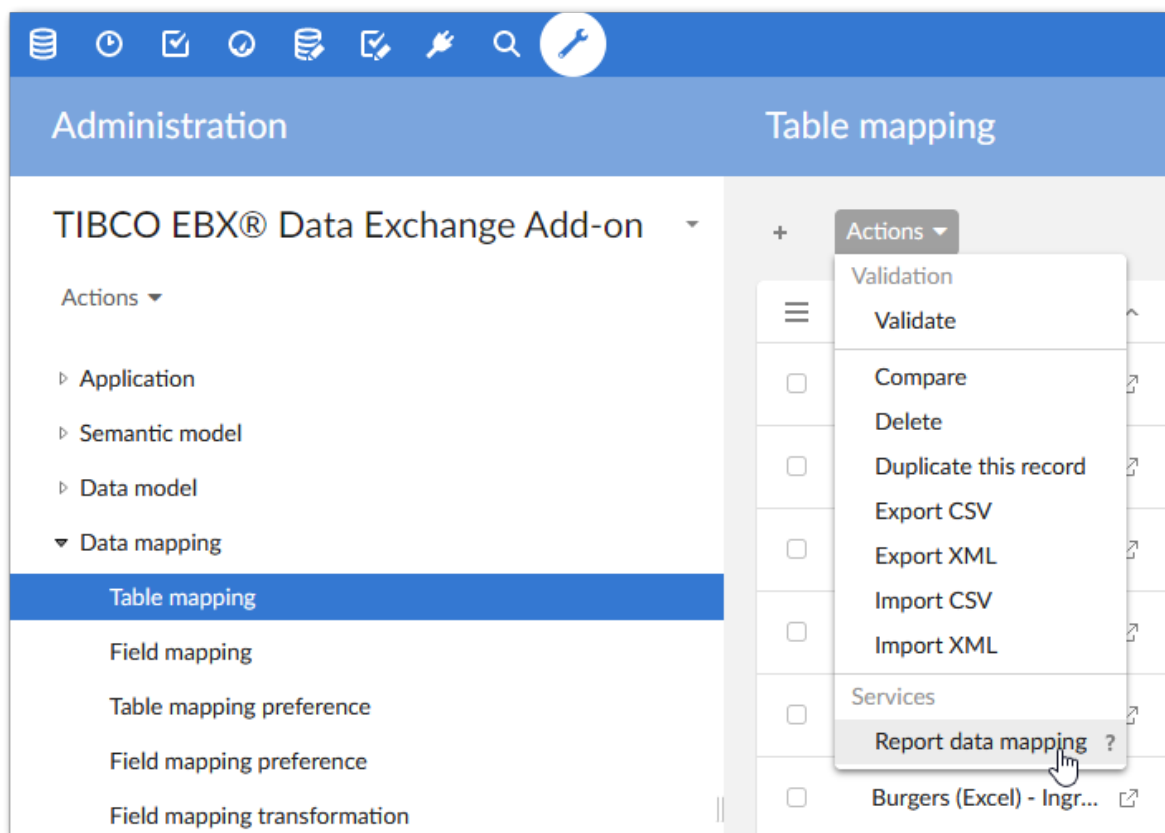 Administration
Table mapping
TIBCO EBX® Data Exchange Add-on
Actions
Application
Semantic model
Data model
Data mapping
Table mapping
Field mapping
Table mapping preference
Field mapping preference
Field mapping transformation
+ Actions
Validation
Validate
Compare
Delete
Duplicate this record
Export CSV
Export XML
Import CSV
Import XML
Services
Report data mapping ?
Burgers (Excel) - Ingr...